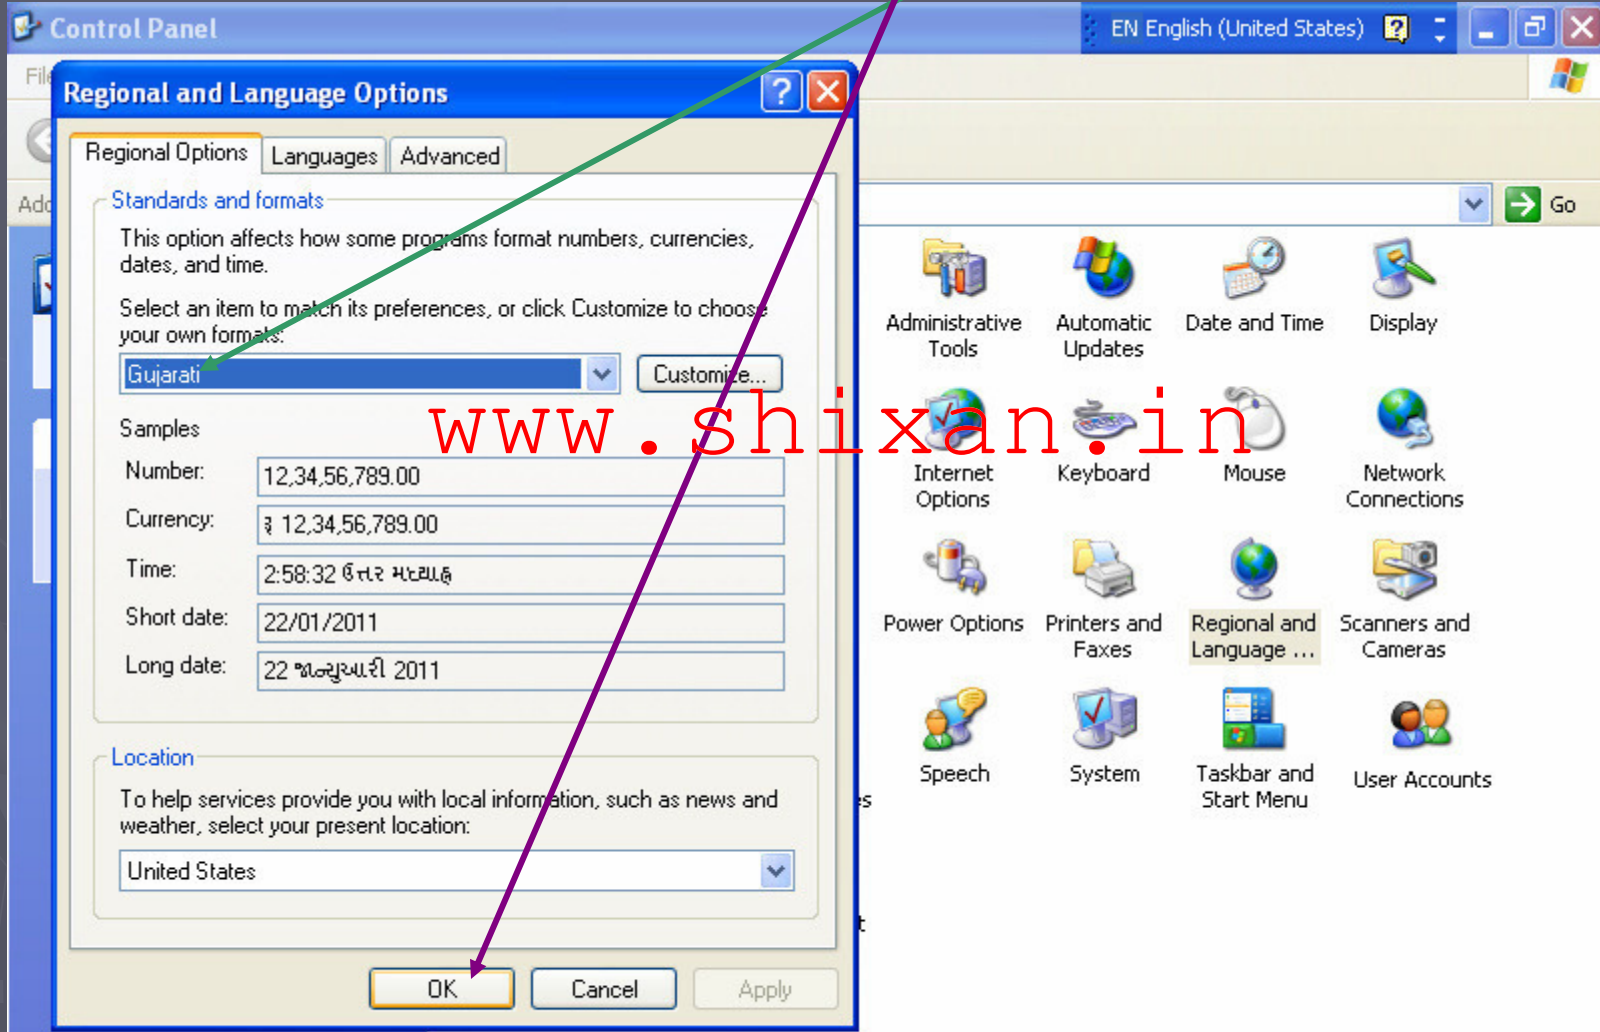 Control Panel
EN English (United States)
File
Regional and Language Options
Regional Options
Languages
Advanced
Go
Standards and formats
This option affects how some programs format numbers, currencies,
dates, and time.
Select an item to match its preferences, or click Customize to choose
your own formats:
Gujarati
Customize...
Samples
Number:
12,34,56,789.00
Currency:
રૂ 12,34,56,789.00
Time:
2:58:32 ઉત્તર મધ્યાહ્ન
Short date:
22/01/2011
Long date:
22 જાન્યુઆરી 2011
Location
To help services provide you with local information, such as news and
weather, select your present location:
United States
OK
Cancel
Apply
www.shixan.in
Administrative
Tools
Automatic
Updates
Date and Time
Display
Internet
Options
Keyboard
Mouse
Network
Connections
Power Options
Printers and
Faxes
Regional and
Language ...
Scanners and
Cameras
Speech
System
Taskbar and
Start Menu
User Accounts